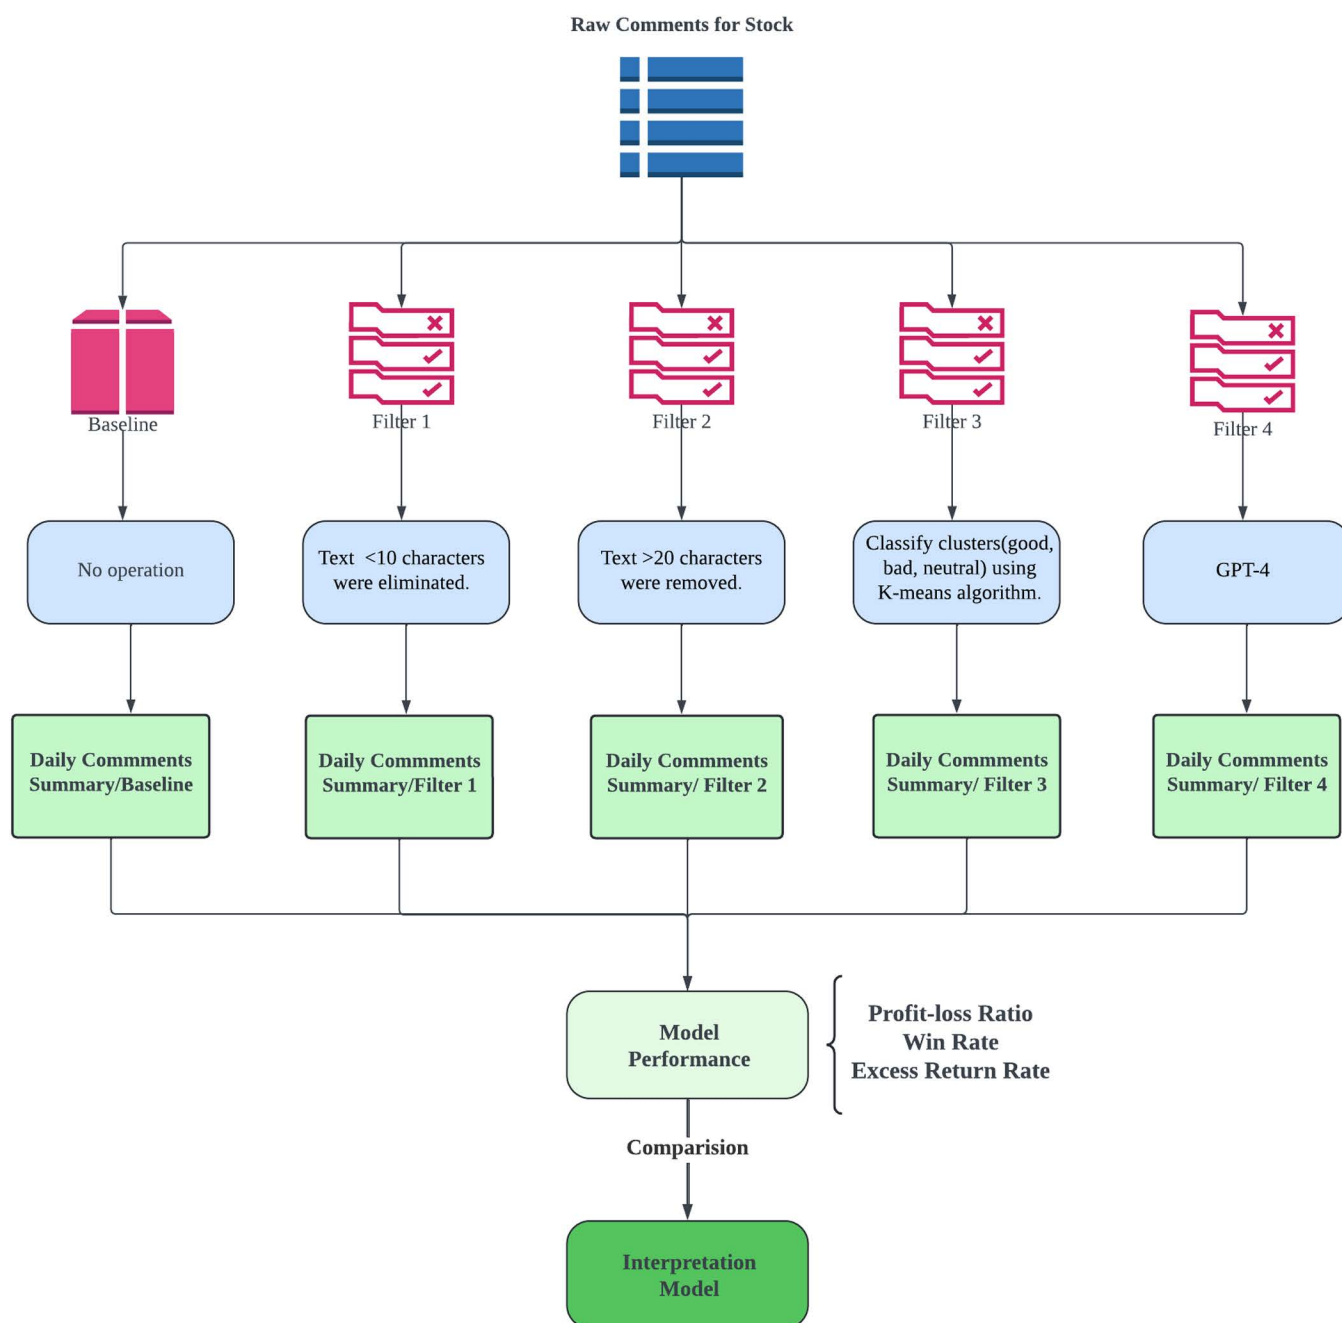 Raw Comments for Stock
Baseline
Filter 1
Filter 2
Filter 3
Filter 4
No operation
Text  <10 characters
were eliminated.
Text >20 characters
were removed.
Classify clusters(good,
bad, neutral) using
K-means algorithm.
GPT-4
Daily Commments
Summary/Baseline
Daily Commments
Summary/Filter 1
Daily Commments
Summary/ Filter 2
Daily Commments
Summary/ Filter 3
Daily Commments
Summary/ Filter 4
Model
Performance
Profit-loss Ratio
Win Rate
Excess Return Rate
Comparision
Interpretation
Model